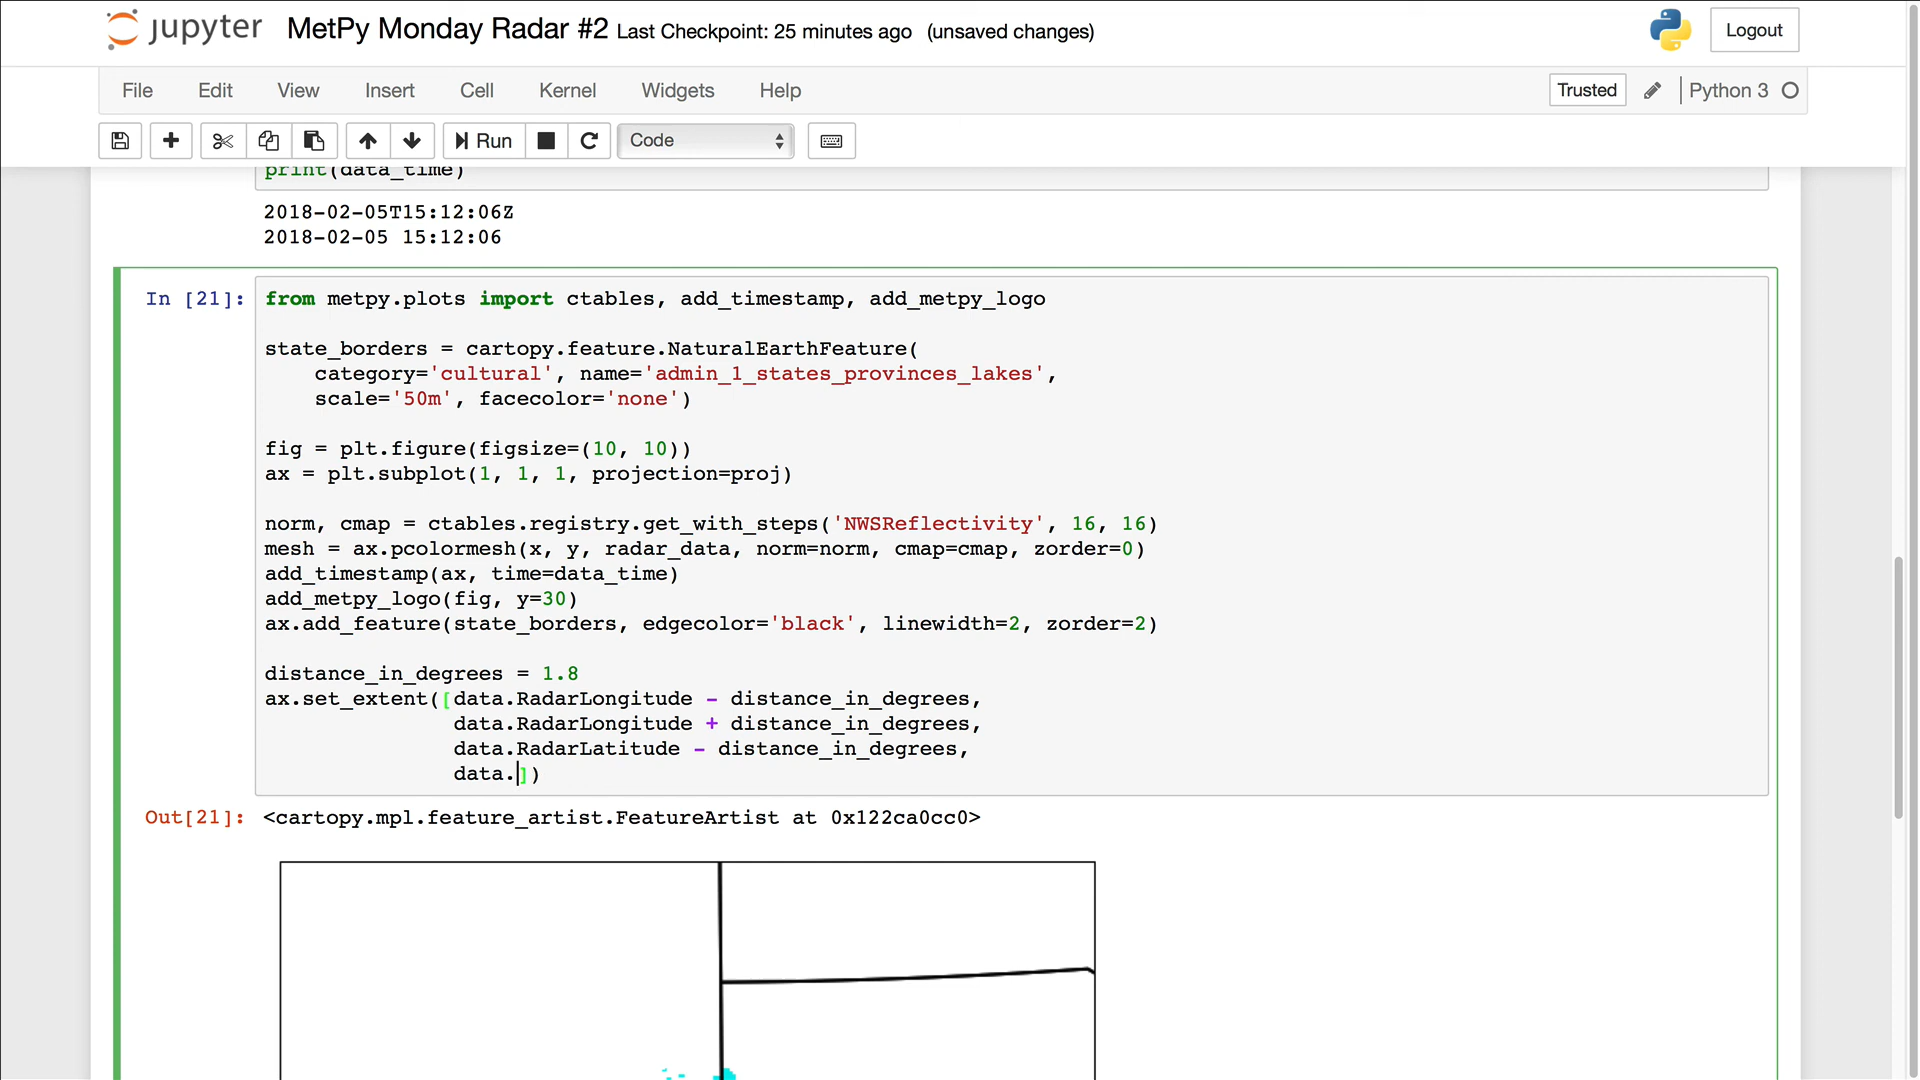 jupyter MetPy Monday Radar #2 Last Checkpoint: 25 minutes ago (unsaved changes) Logout
File Edit View Insert Cell Kernel Widgets Help Trusted Python 3
Run Code
print(data_time)
2018-02-05T15:12:06Z
2018-02-05 15:12:06
In [21]: from metpy.plots import ctables, add_timestamp, add_metpy_logo
state_borders = cartopy.feature.NaturalEarthFeature(
category='cultural', name='admin_1_states_provinces_lakes',
scale='50m', facecolor='none')
fig = plt.figure(figsize=(10, 10))
ax = plt.subplot(1, 1, 1, projection=proj)
norm, cmap = ctables.registry.get_with_steps('NWSReflectivity', 16, 16)
mesh = ax.pcolormesh(x, y, radar_data, norm=norm, cmap=cmap, zorder=0)
add_timestamp(ax, time=data_time)
add_metpy_logo(fig, y=30)
ax.add_feature(state_borders, edgecolor='black', linewidth=2, zorder=2)
distance_in_degrees = 1.8
ax.set_extent([data.RadarLongitude - distance_in_degrees,
data.RadarLongitude + distance_in_degrees,
data.RadarLatitude - distance_in_degrees,
data.])
Out[21]: <cartopy.mpl.feature_artist.FeatureArtist at 0x122ca0cc0>